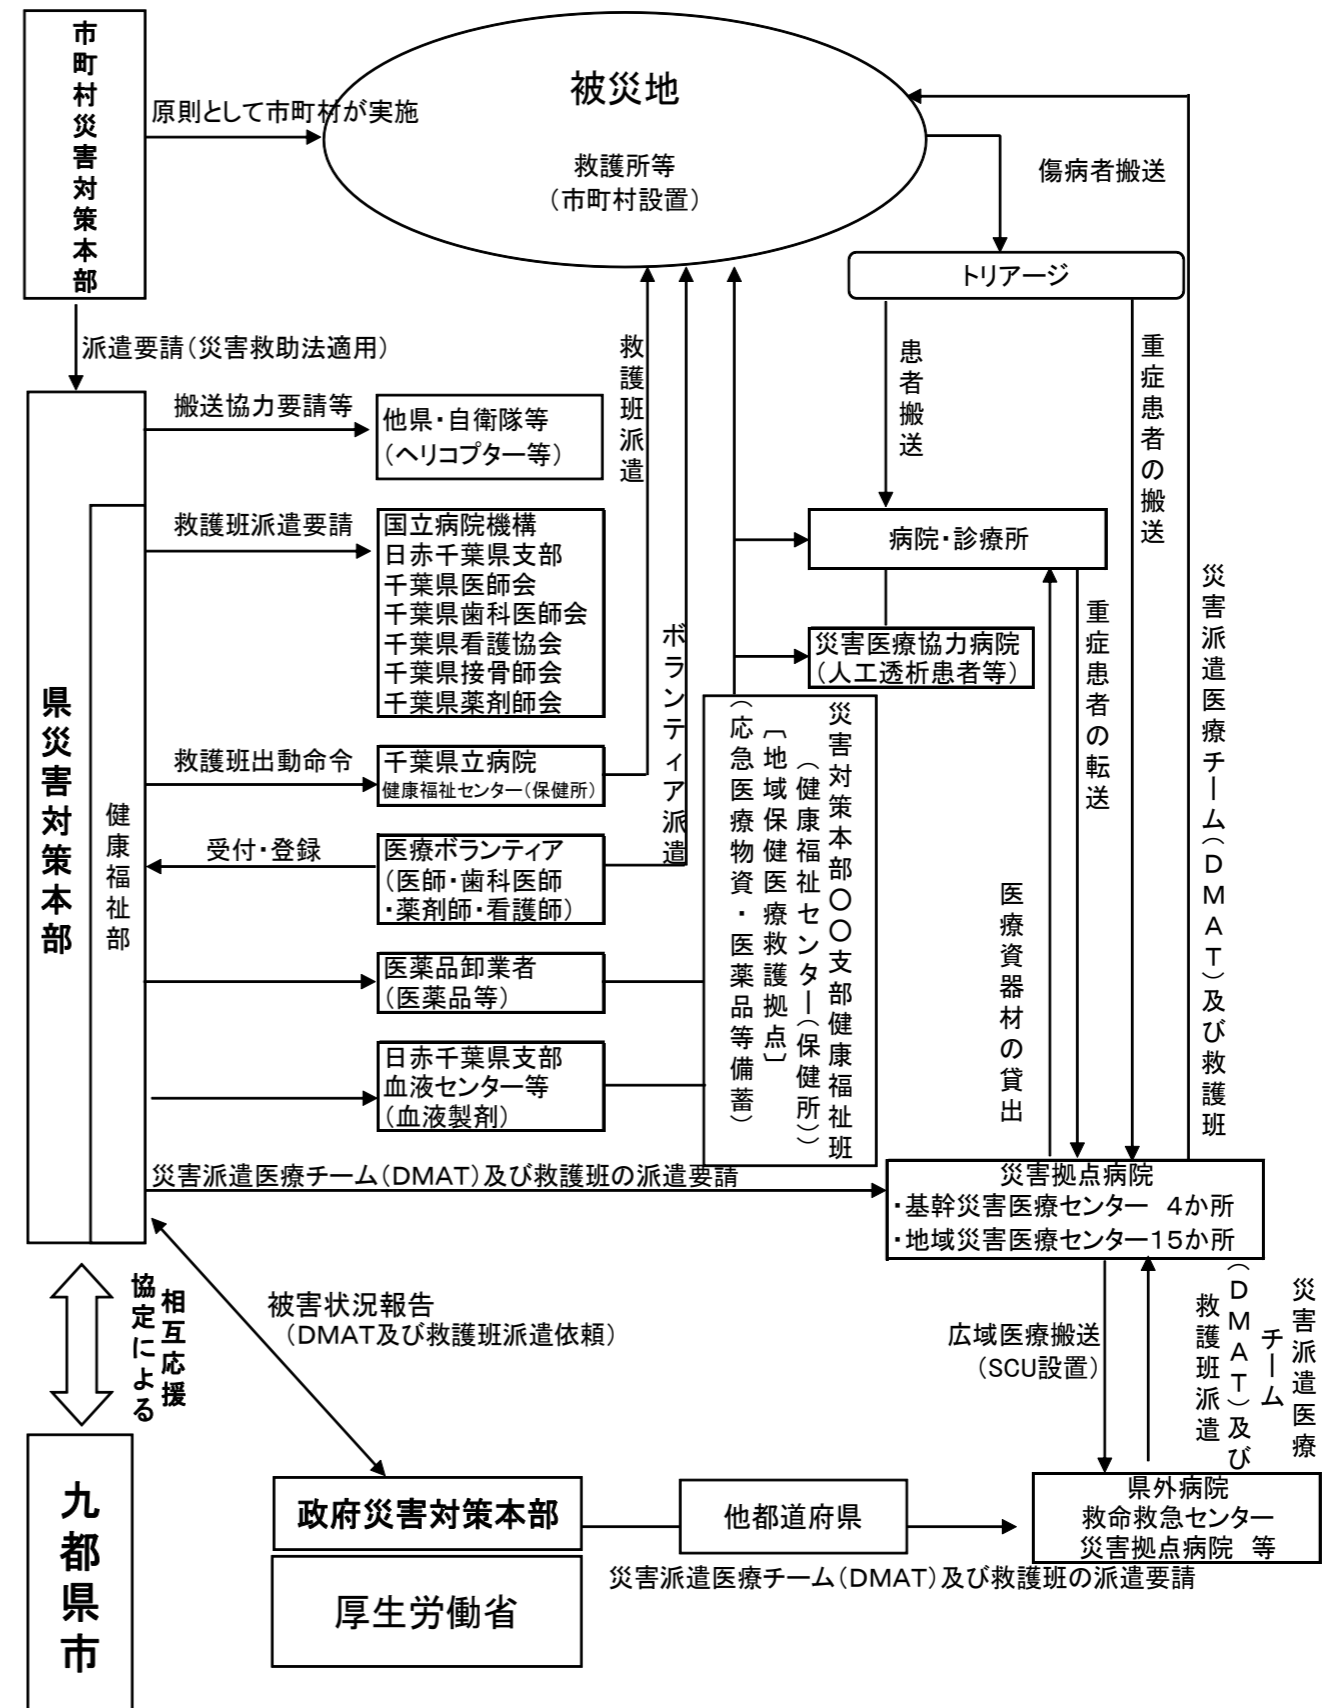 市町村災害対策本部
原則として市町村が実施
被災地
救護所等
（市町村設置）
傷病者搬送
トリアージ
派遣要請（災害救助法適用）
救護班派遣
患者搬送
重症患者の搬送
県災害対策本部
健康福祉部
搬送協力要請等
他県・自衛隊等
（ヘリコプター等）
救護班派遣要請
国立病院機構
日赤千葉県支部
千葉県医師会
千葉県歯科医師会
千葉県看護協会
千葉県接骨師会
千葉県薬剤師会
病院・診療所
災害医療協力病院
（人工透析患者等）
ボランティア派遣
重症患者の転送
災害派遣医療チーム（DMAT）及び救護班
救護班出動命令
千葉県立病院
健康福祉センター（保健所）
受付・登録
医療ボランティア
（医師・歯科医師
・薬剤師・看護師）
災害対策本部〇〇支部健康福祉班
（健康福祉センター（保健所））
〔地域保健医療救護拠点〕
（応急医療物資・医薬品等備蓄）
医療資器材の貸出
医薬品卸業者
（医薬品等）
日赤千葉県支部
血液センター等
（血液製剤）
災害派遣医療チーム（DMAT）及び救護班の派遣要請
災害拠点病院
・基幹災害医療センター　4か所
・地域災害医療センター15か所
相互応援
協定による
被害状況報告
（DMAT及び救護班派遣依頼）
広域医療搬送
（SCU設置）
災害派遣医療
チーム
（DMAT）及び
救護班派遣
九都県市
政府災害対策本部
厚生労働省
他都道府県
県外病院
救命救急センター
災害拠点病院　等
災害派遣医療チーム（DMAT）及び救護班の派遣要請